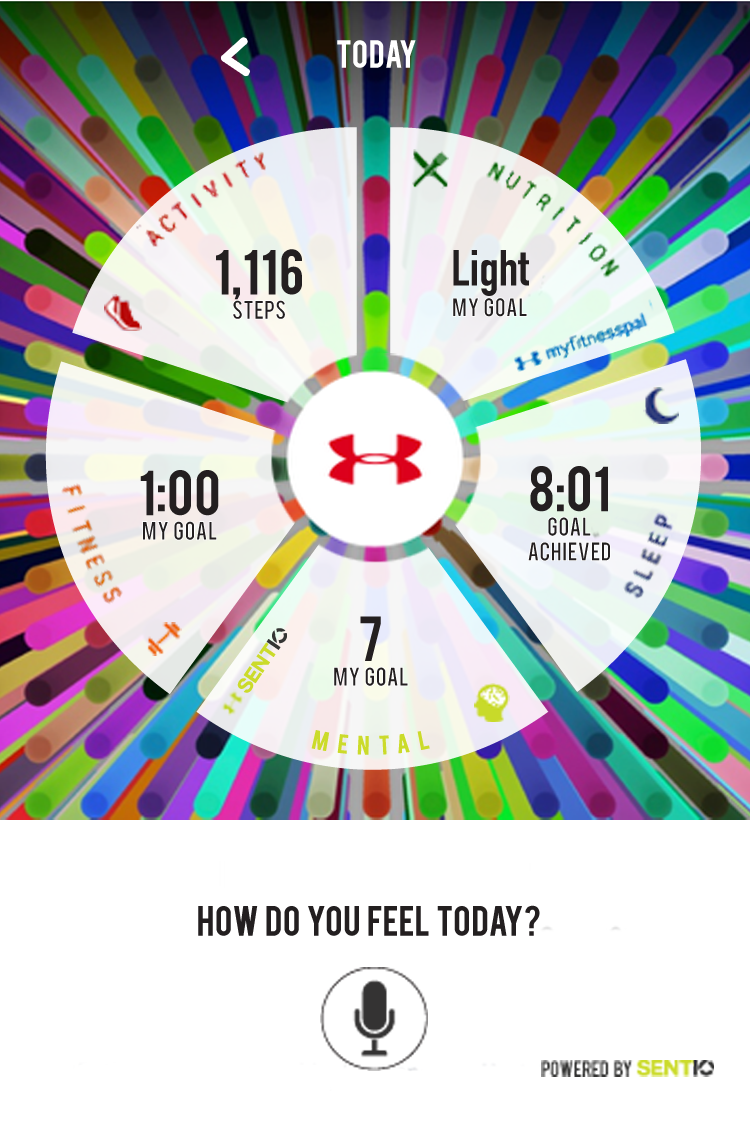 TODAY
ACTIVITY
1,116
STEPS
NUTRITION
Light
MY GOAL
myfitnesspal
1:00
MY GOAL
FITNESS
8:01
GOAL
ACHIEVED
SLEEP
7
MY GOAL
SENTIO
MENTAL
HOW DO YOU FEEL TODAY?
POWERED BY SENTIO